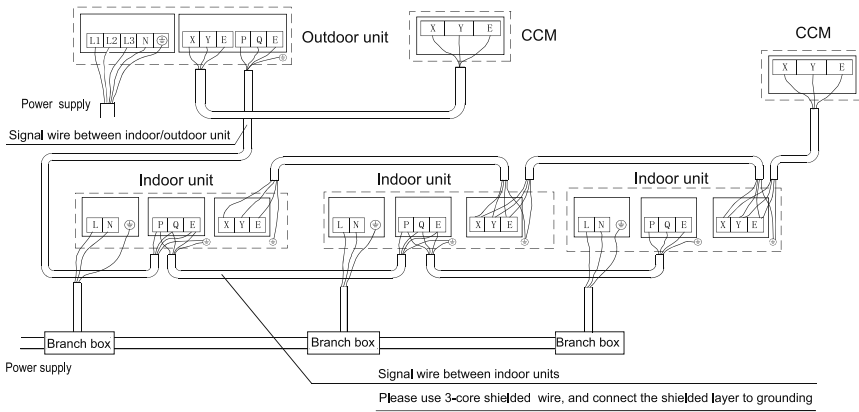 L1 L2 L3 N
X Y E
P Q E
Outdoor unit
X Y E
CCM
CCM
X Y E
Power supply
Signal wire between indoor/outdoor unit
Indoor unit
Indoor unit
Indoor unit
L N
P Q E
X Y E
L N
P Q E
X Y E
L N
P Q E
X Y E
Branch box
Branch box
Branch box
Power supply
Signal wire between indoor units
Please use 3-core shielded wire, and connect the shielded layer to grounding